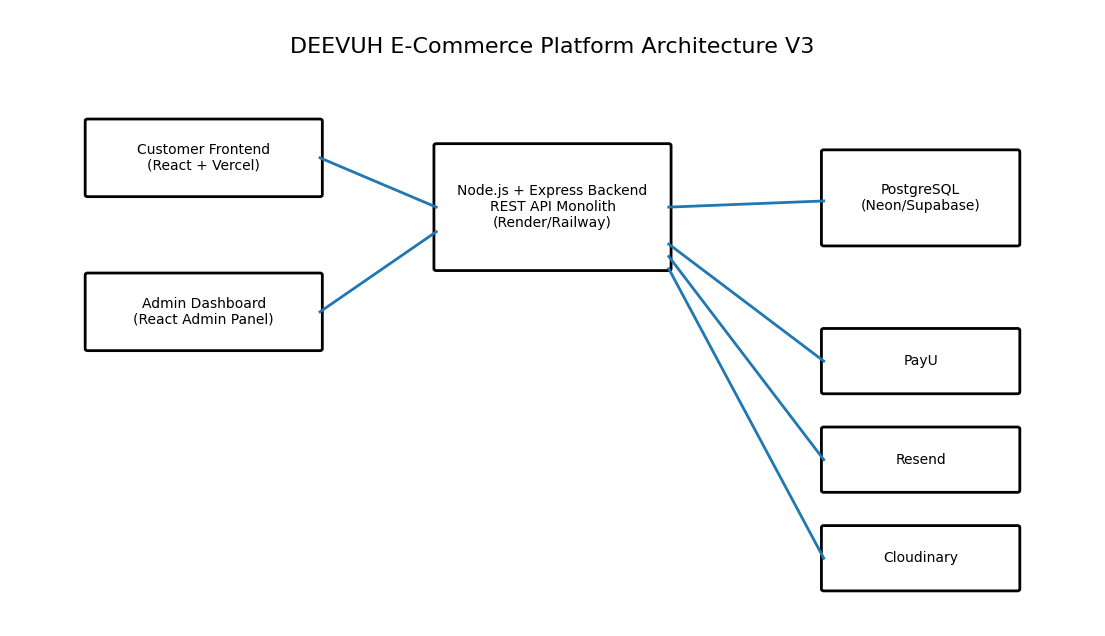 DEEVUH E-Commerce Platform Architecture V3
Customer Frontend
(React + Vercel)
Node.js + Express Backend
REST API Monolith
(Render/Railway)
PostgreSQL
(Neon/Supabase)
Admin Dashboard
(React Admin Panel)
PayU
Resend
Cloudinary